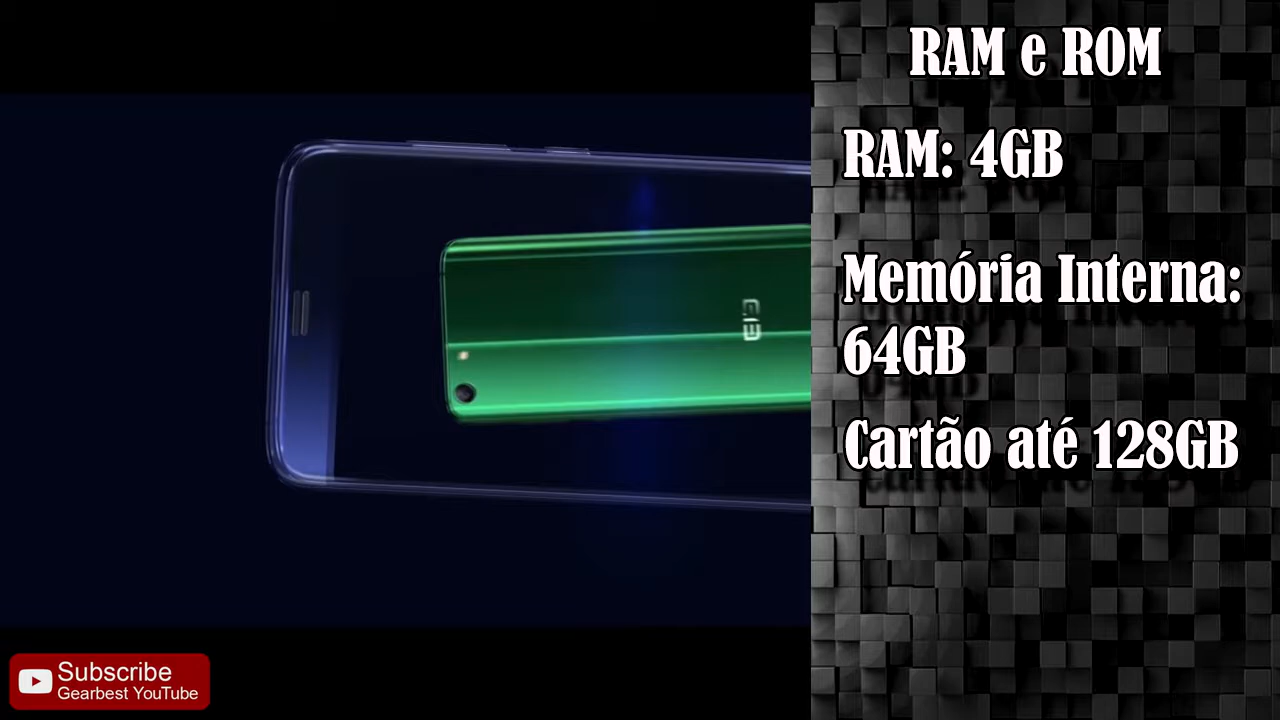 RAM e ROM
RAM: 4GB
Memória Interna:
64GB
Cartão até 128GB
Subscribe
Gearbest YouTube